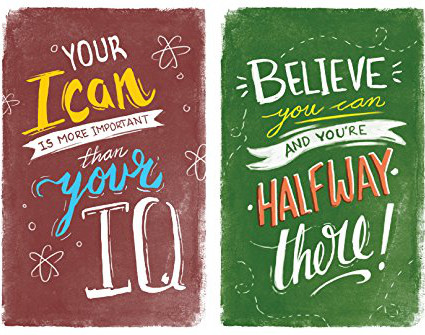 YOUR
I can
IS MORE IMPORTANT
than
your
IQ
BELIEVE
you can
AND YOU'RE
HALFWAY
there!